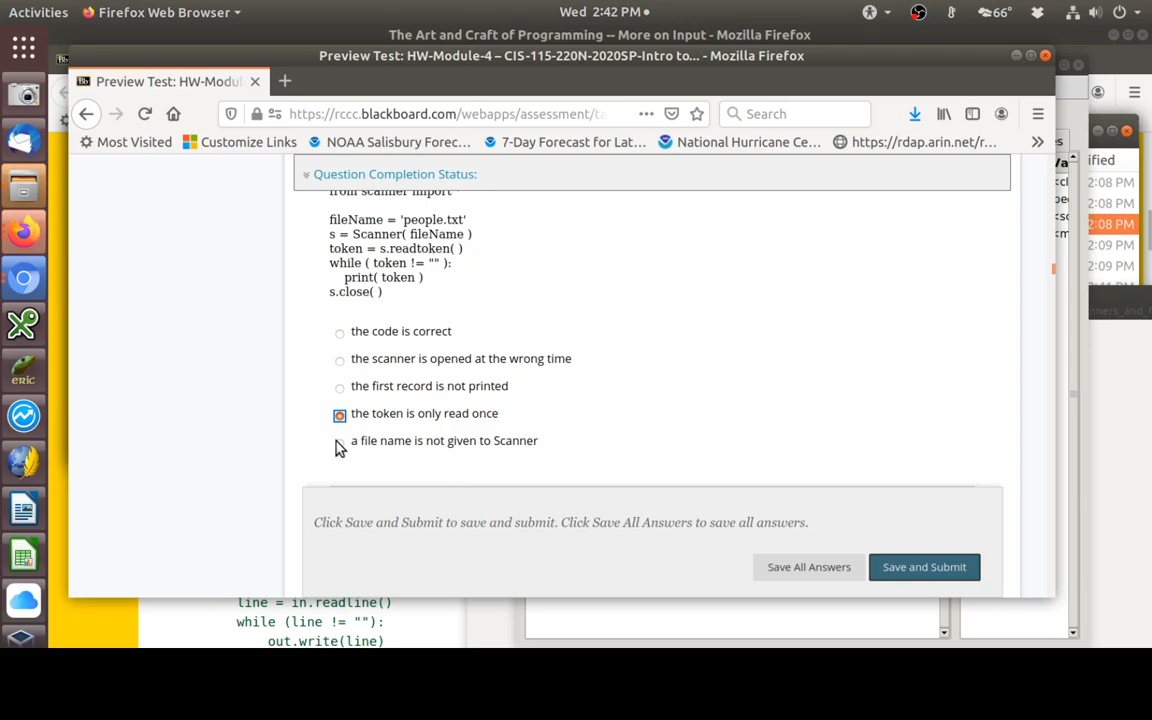 Activities
Firefox Web Browser
Wed 2:42 PM
66°
The Art and Craft of Programming -- More on Input - Mozilla Firefox
Preview Test: HW-Module-4 – CIS-115-220N-2020SP-Intro to... - Mozilla Firefox
Bb Preview Test: HW-Modul
https://rccc.blackboard.com/webapps/assessment/ta
Search
Most Visited
Customize Links
NOAA Salisbury Forec...
7-Day Forecast for Lat...
National Hurricane Ce...
https://rdap.arin.net/r...
ified
2:08 PM
2:08 PM
2:08 PM
2:09 PM
2:09 PM
Question Completion Status:
from scanner import *
fileName = 'people.txt'
s = Scanner( fileName )
token = s.readtoken( )
while ( token != "" ):
print( token )
s.close( )
the code is correct
the scanner is opened at the wrong time
the first record is not printed
the token is only read once
a file name is not given to Scanner
Click Save and Submit to save and submit. Click Save All Answers to save all answers.
Save All Answers
Save and Submit
eric
line = in.readline()
while (line != ""):
out.write(line)